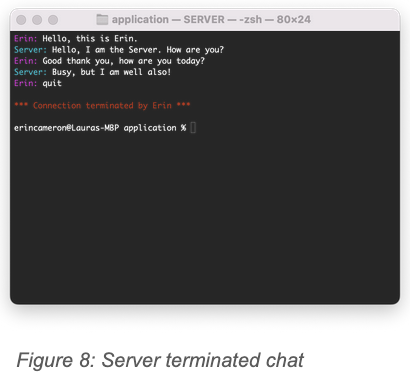 application — SERVER — -zsh — 80×24
Erin: Hello, this is Erin.
Server: Hello, I am the Server. How are you?
Erin: Good thank you, how are you today?
Server: Busy, but I am well also!
Erin: quit
*** Connection terminated by Erin ***
erincameron@Lauras-MBP application %
Figure 8: Server terminated chat